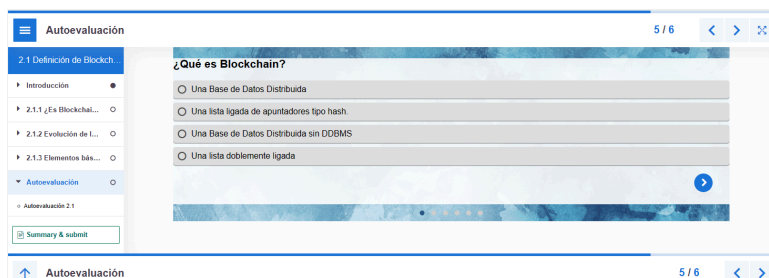 Autoevaluación
5 / 6
2.1 Definición de Blockch...
Introducción
2.1.1 ¿Es Blockchai...
2.1.2 Evolución de l...
2.1.3 Elementos bás...
Autoevaluación
Autoevaluación 2.1
Summary & submit
¿Qué es Blockchain?
Una Base de Datos Distribuida
Una lista ligada de apuntadores tipo hash.
Una Base de Datos Distribuida sin DDBMS
Una lista doblemente ligada
Autoevaluación
5 / 6